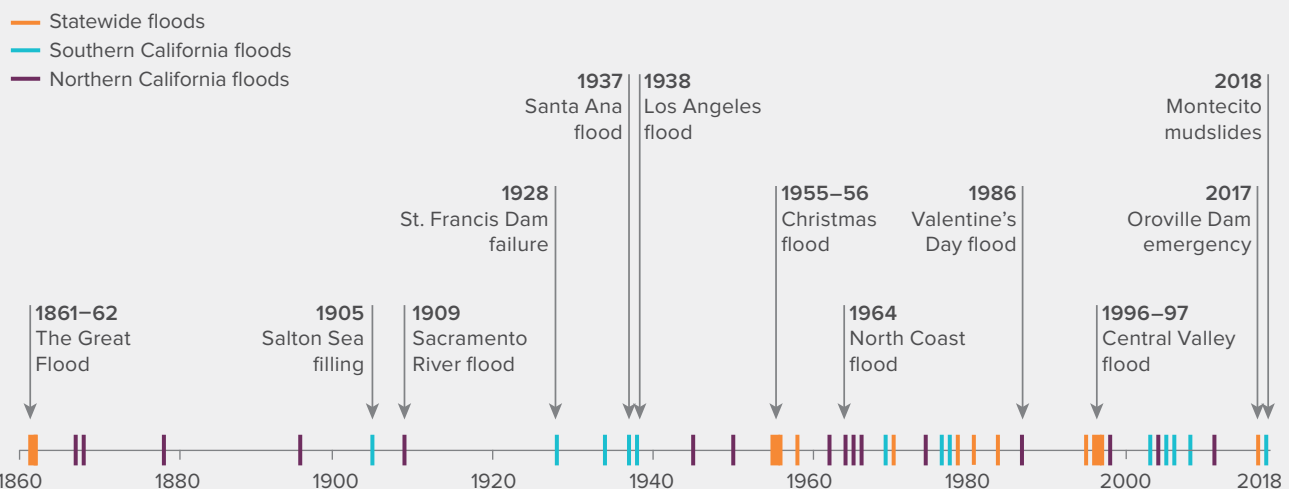 Statewide floods
Southern California floods
Northern California floods
1937
Santa Ana
flood
1938
Los Angeles
flood
2018
Montecito
mudslides
1928
St. Francis Dam
failure
1955–56
Christmas
flood
1986
Valentine's
Day flood
2017
Oroville Dam
emergency
1861–62
The Great
Flood
1905
Salton Sea
filling
1909
Sacramento
River flood
1964
North Coast
flood
1996–97
Central Valley
flood
1860 1880 1900 1920 1940 1960 1980 2000 2018